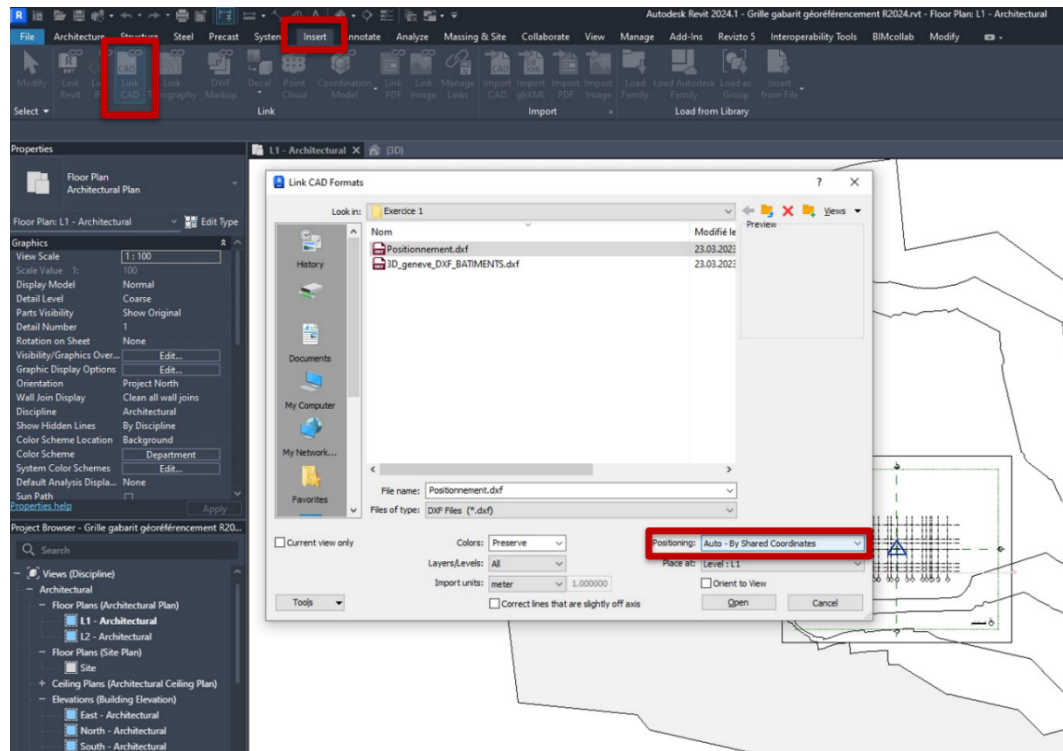 Autodesk Revit 2024.1 - Grille gabarit géoréférencement R2024.rvt - Floor Plan: L1 - Architectural
File Architecture Structure Steel Precast System Insert nnotate Analyze Massing & Site Collaborate View Manage Add-Ins Revizto 5 Interoperability Tools BIMcollab Modify
Modify Link Revit Link CAD Link Topography DWF Markup Decal Point Cloud Coordination Model Link PDF Link Image Manage Links Import CAD Import gbXML Import PDF Import Image Load Family Load Autodesk Family Load as Group Insert from File
Select Link Import Load from Library
Properties
L1 - Architectural {3D}
Floor Plan
Architectural Plan
Floor Plan: L1 - Architectural Edit Type
Graphics
View Scale 1 : 100
Scale Value 1: 100
Display Model Normal
Detail Level Coarse
Parts Visibility Show Original
Detail Number 1
Rotation on Sheet None
Visibility/Graphics Over... Edit...
Graphic Display Options Edit...
Orientation Project North
Wall Join Display Clean all wall joins
Discipline Architectural
Show Hidden Lines By Discipline
Color Scheme Location Background
Color Scheme Department
System Color Schemes Edit...
Default Analysis Displa... None
Sun Path
Properties help Apply
Project Browser - Grille gabarit géoréférencement R20...
Search
Views (Discipline)
Architectural
Floor Plans (Architectural Plan)
L1 - Architectural
L2 - Architectural
Floor Plans (Site Plan)
Site
Ceiling Plans (Architectural Ceiling Plan)
Elevations (Building Elevation)
East - Architectural
North - Architectural
South - Architectural
Link CAD Formats ? X
Look in: Exercice 1 Views
Nom Modifié le Preview
Positionnement.dxf 23.03.2023
3D_geneve_DXF_BATIMENTS.dxf 23.03.2023
History
Documents
My Computer
My Network...
Favorites
File name: Positionnement.dxf
Files of type: DXF Files (*.dxf)
Current view only Colors: Preserve Positioning: Auto - By Shared Coordinates
Layers/Levels: All Place at: Level : L1
Import units: meter 1.000000 Orient to View
Tools Correct lines that are slightly off axis Open Cancel